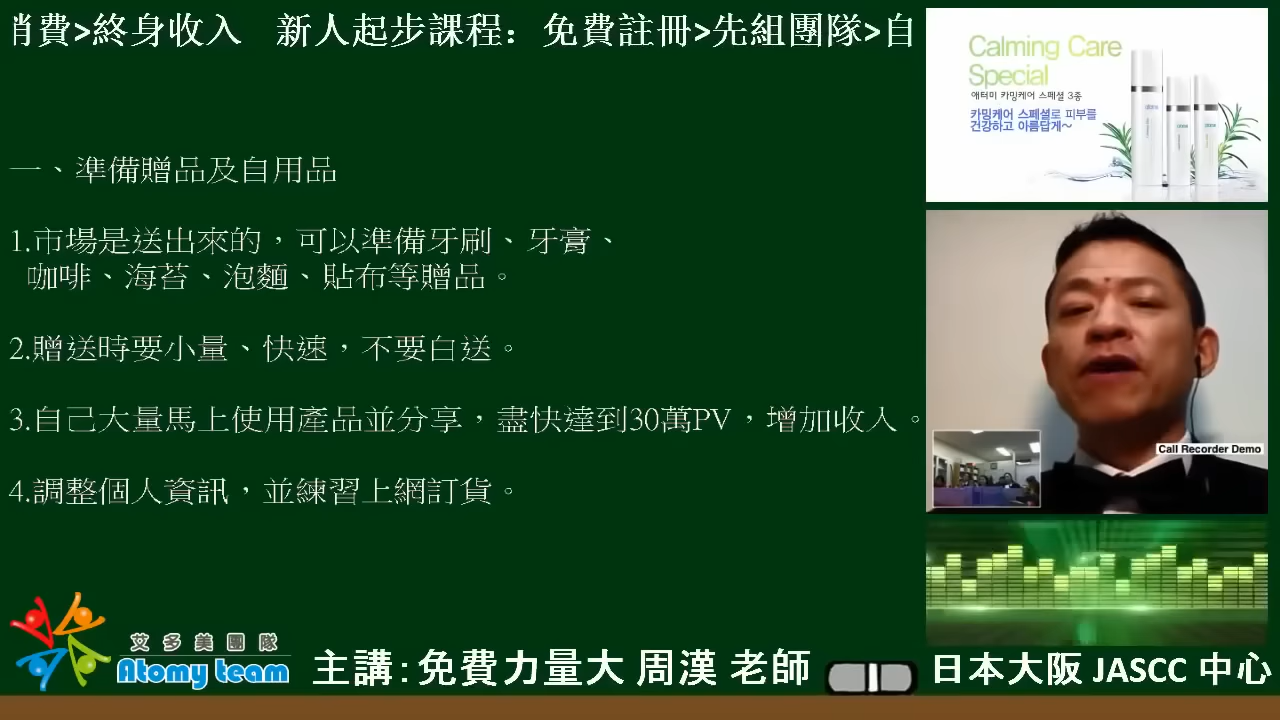 肖費>終身收入 新人起步課程：免費註冊>先組團隊>自
Calming Care
Special
애터미 카밍케어 스페셜 3종
카밍케어 스페셜로 피부를
건강하고 아름답게~
一、準備贈品及自用品
1.市場是送出來的，可以準備牙刷、牙膏、
咖啡、海苔、泡麵、貼布等贈品。
2.贈送時要小量、快速，不要白送。
3.自己大量馬上使用產品並分享，盡快達到30萬PV，增加收入。
4.調整個人資訊，並練習上網訂貨。
Call Recorder Demo
艾多美團隊
Atomy team
主講：免費力量大 周漢 老師
日本大阪 JASCC 中心